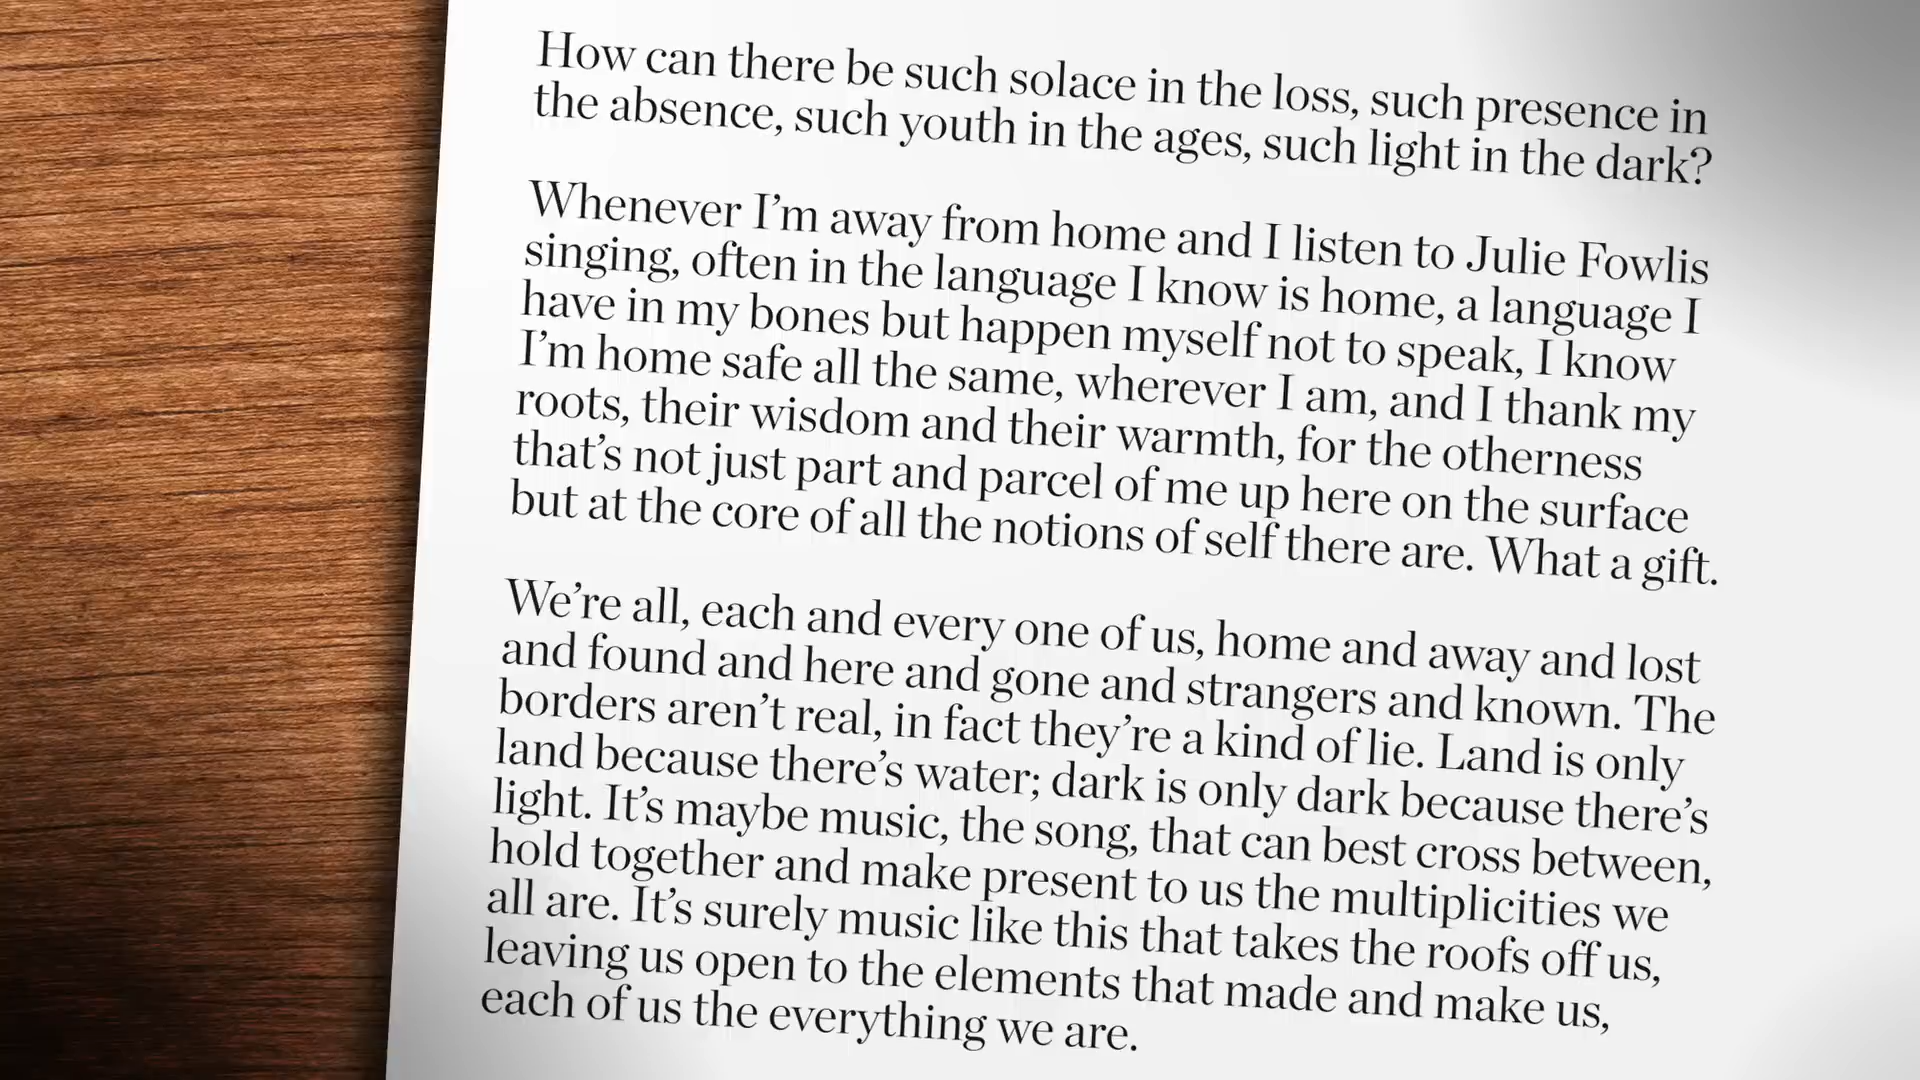 How can there be such solace in the loss, such presence in
the absence, such youth in the ages, such light in the dark?
Whenever I’m away from home and I listen to Julie Fowlis
singing, often in the language I know is home, a language I
have in my bones but happen myself not to speak, I know
I’m home safe all the same, wherever I am, and I thank my
roots, their wisdom and their warmth, for the otherness
that’s not just part and parcel of me up here on the surface
but at the core of all the notions of self there are. What a gift.
We’re all, each and every one of us, home and away and lost
and found and here and gone and strangers and known. The
borders aren’t real, in fact they’re a kind of lie. Land is only
land because there’s water; dark is only dark because there’s
light. It’s maybe music, the song, that can best cross between,
hold together and make present to us the multiplicities we
all are. It’s surely music like this that takes the roofs off us,
leaving us open to the elements that made and make us,
each of us the everything we are.